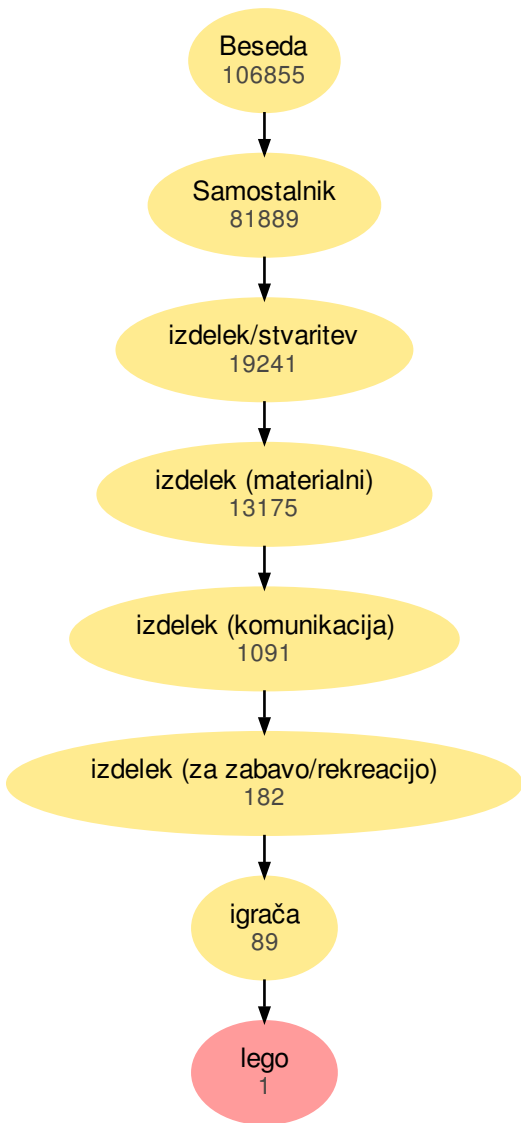 Beseda
106855
Samostalnik
81889
izdelek/stvaritev
19241
izdelek (materialni)
13175
izdelek (komunikacija)
1091
izdelek (za zabavo/rekreacijo)
182
igrača
89
lego
1